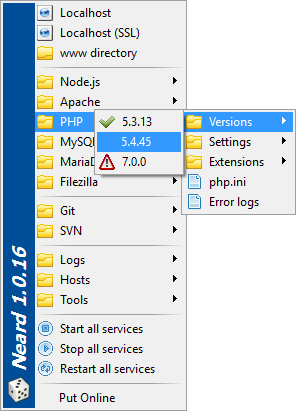 Localhost
Localhost (SSL)
www directory
Node.js
Apache
PHP
5.3.13
Versions
MySQL
5.4.45
Settings
7.0.0
Extensions
Filezilla
php.ini
Error logs
Git
SVN
Logs
Hosts
Tools
Start all services
Stop all services
Restart all services
Put Online
Neard 1.0.16